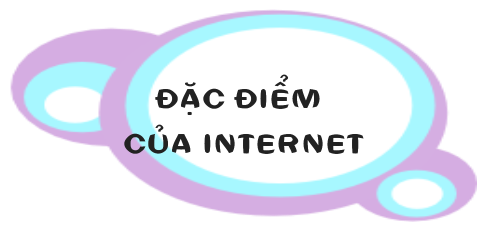 ĐẶC ĐIỂM
CỦA INTERNET